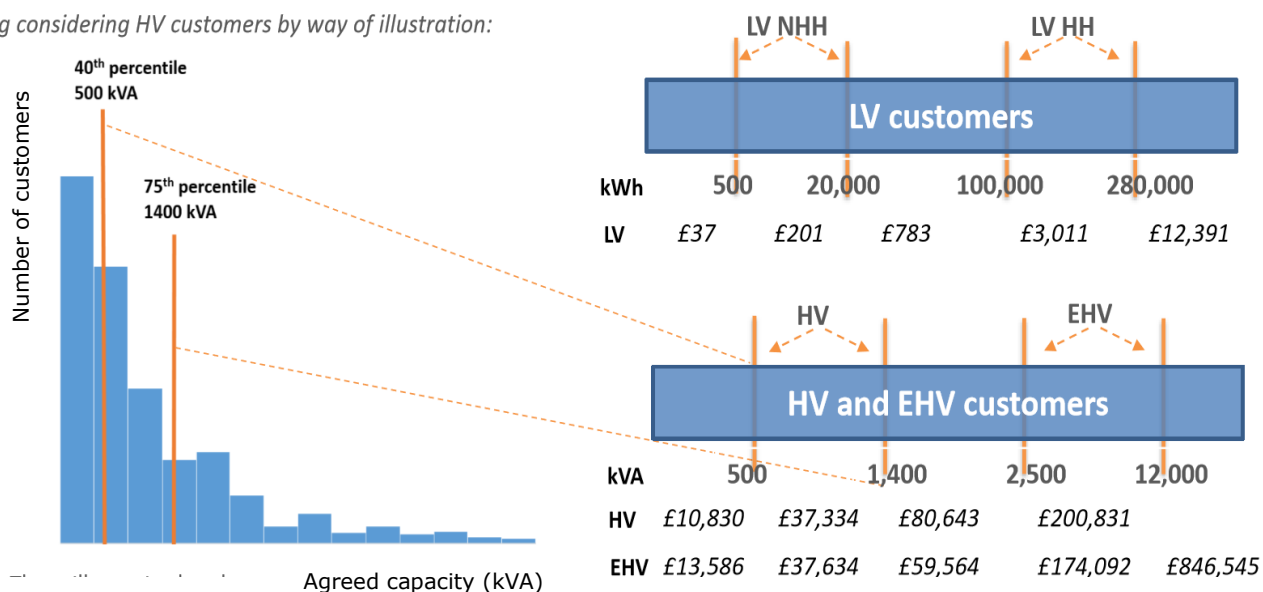 g considering HV customers by way of illustration:
40th percentile
500 kVA
75th percentile
1400 kVA
Number of customers
Agreed capacity (kVA)
LV NHH LV HH
LV customers
kWh 500 20,000 100,000 280,000
LV £37 £201 £783 £3,011 £12,391
HV EHV
HV and EHV customers
kVA 500 1,400 2,500 12,000
HV £10,830 £37,334 £80,643 £200,831
EHV £13,586 £37,634 £59,564 £174,092 £846,545